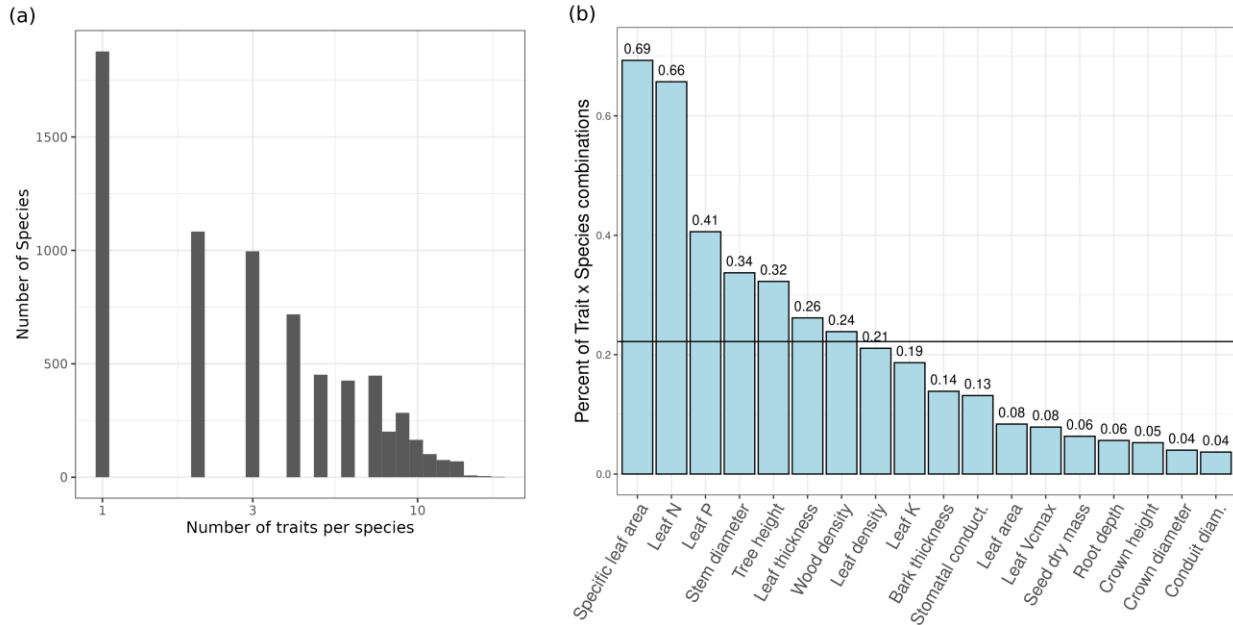 (a)
Number of Species
1500
1000
500
0
1
3
10
Number of traits per species
(b)
Percent of Trait x Species combinations
0.6
0.4
0.2
0.0
0.69
0.66
0.41
0.34
0.32
0.26
0.24
0.21
0.19
0.14
0.13
0.08
0.08
0.06
0.06
0.05
0.04
0.04
Specific leaf area
Leaf N
Leaf P
Stem diameter
Tree height
Leaf thickness
Wood density
Leaf density
Leaf K
Bark thickness
Stomatal conduct.
Leaf area
Leaf Vcmax
Seed dry mass
Root depth
Crown height
Crown diameter
Conduit diam.